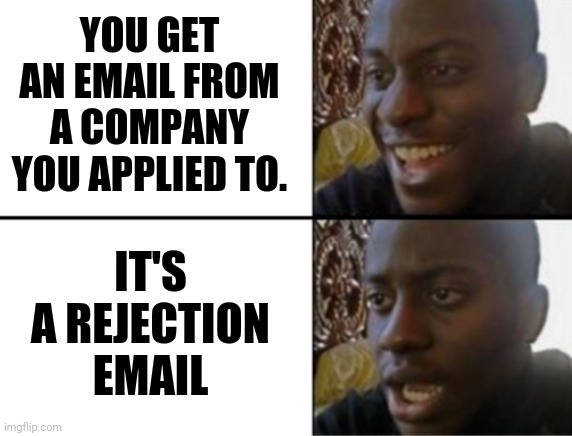 YOU GET
AN EMAIL FROM
A COMPANY
YOU APPLIED TO.
IT'S
A REJECTION
EMAIL
imgflip.com